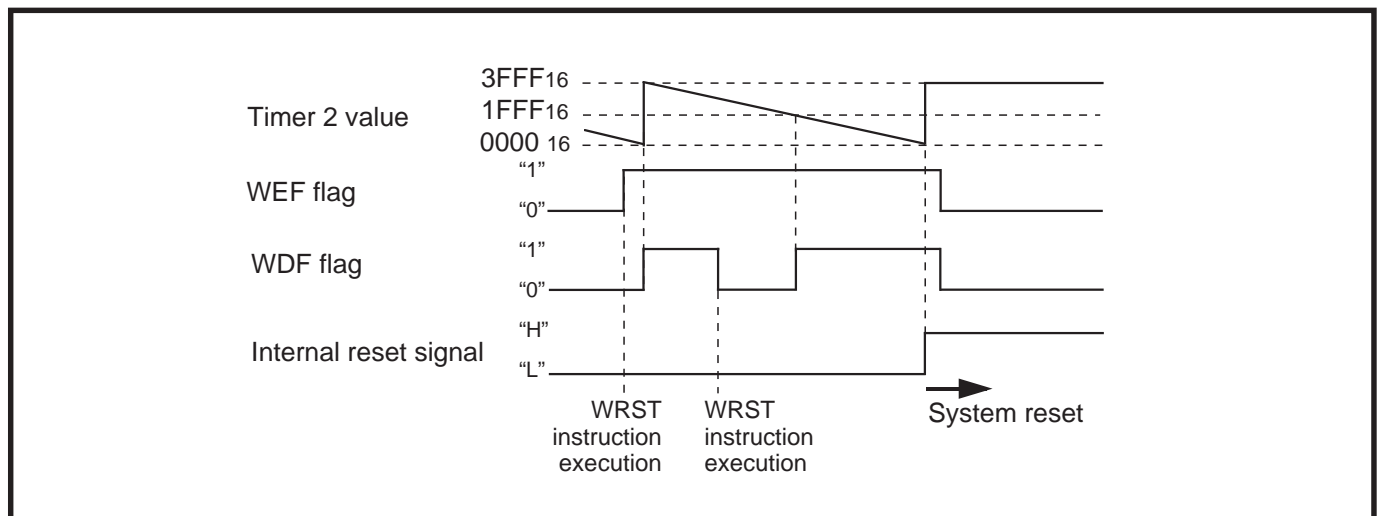 3FFF16
Timer 2 value
1FFF16
0000 16
WEF flag
“1”
“0”
WDF flag
“1”
“0”
Internal reset signal
“H”
“L”
WRST
instruction
execution
WRST
instruction
execution
System reset